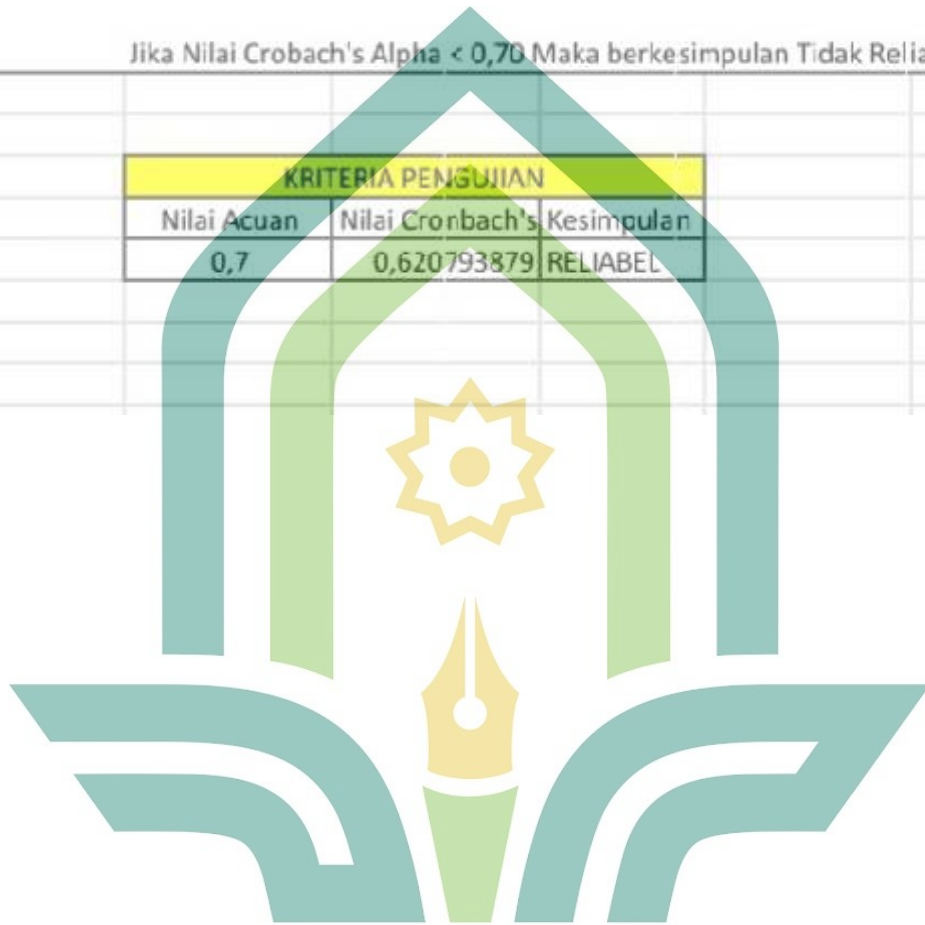 Jika Nilai Crobach's Alpha < 0,70 Maka berkesimpulan Tidak Relia
KRITERIA PENGUJIAN
Nilai Acuan Nilai Cronbach's Kesimpulan
0,7 0,620793879 RELIABEL